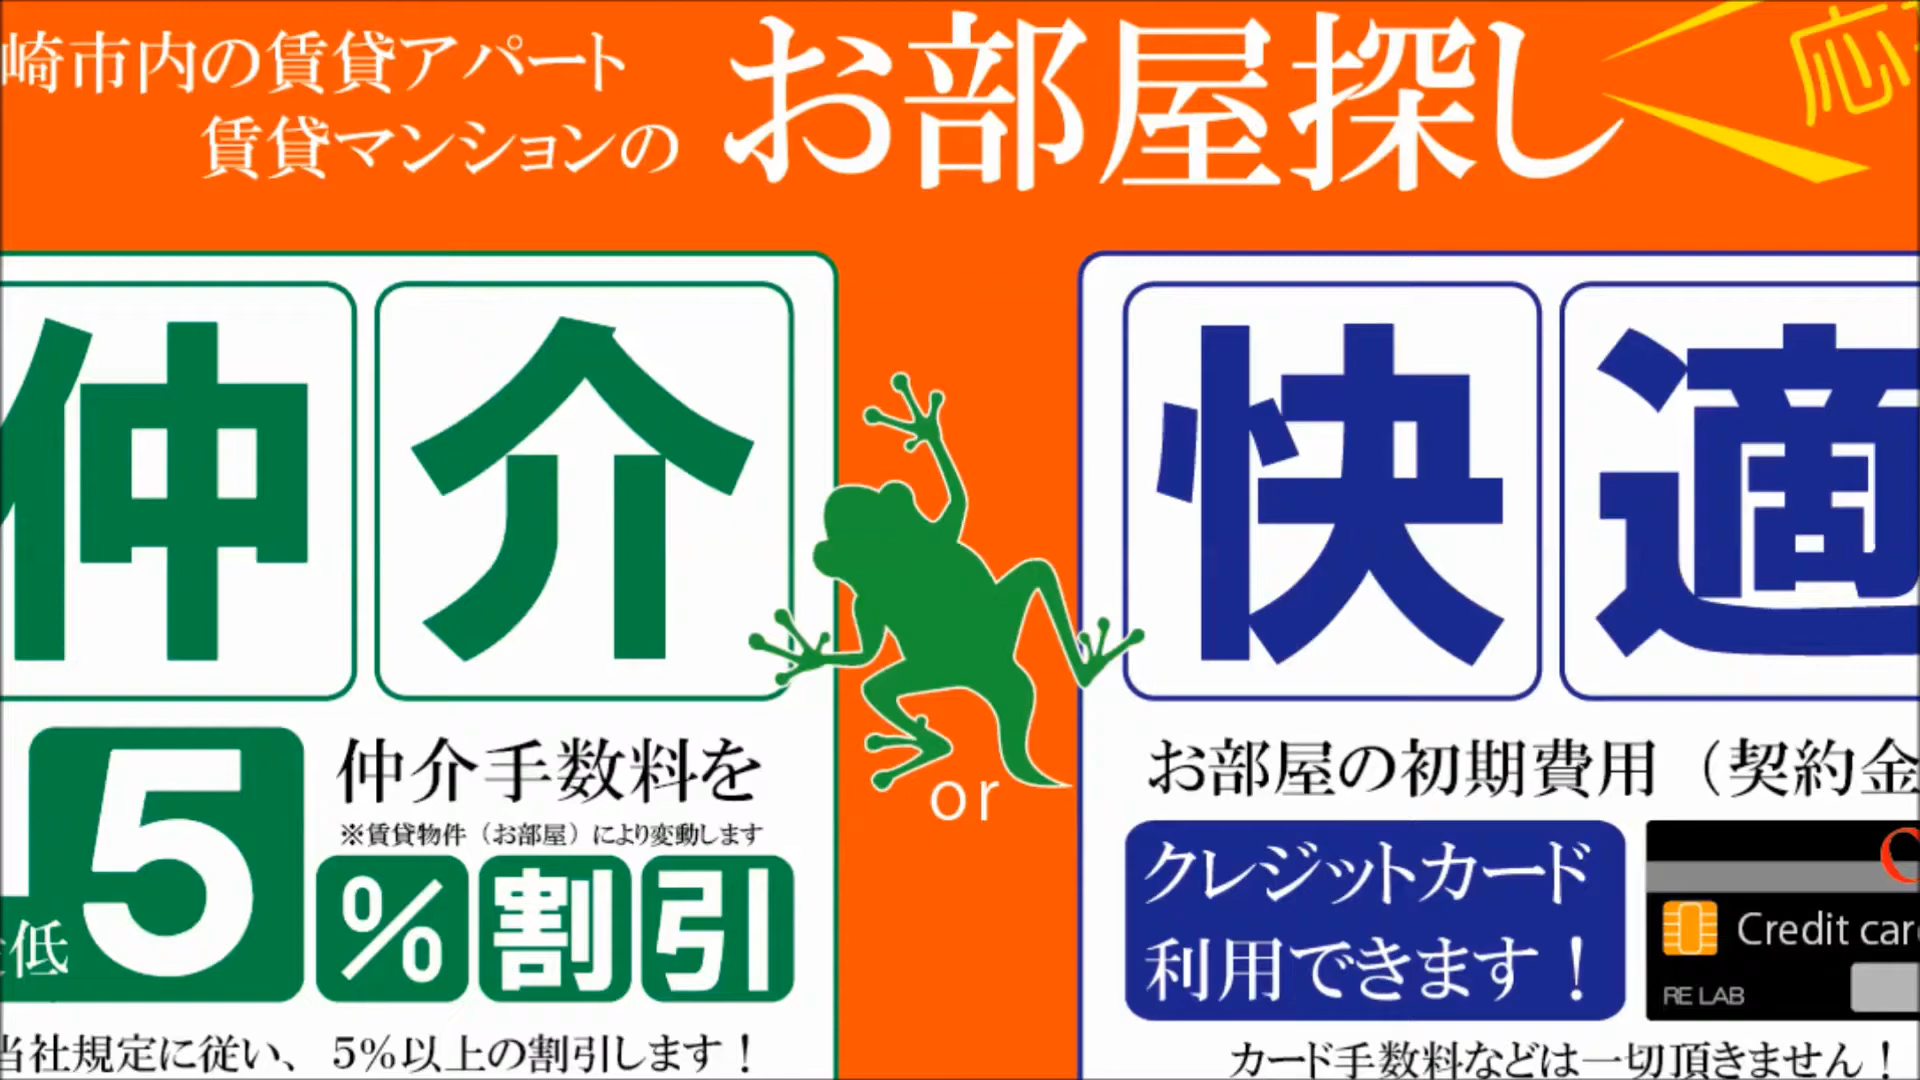 崎市内の賃貸アパート
賃貸マンションの
お部屋探し
応
仲介
快適
仲介手数料を
※賃貸物件（お部屋）により変動します
低
5
%割引
当社規定に従い、5%以上の割引します！
or
お部屋の初期費用（契約金
クレジットカード
利用できます！
Credit car
RE LAB
カード手数料などは一切頂きません！